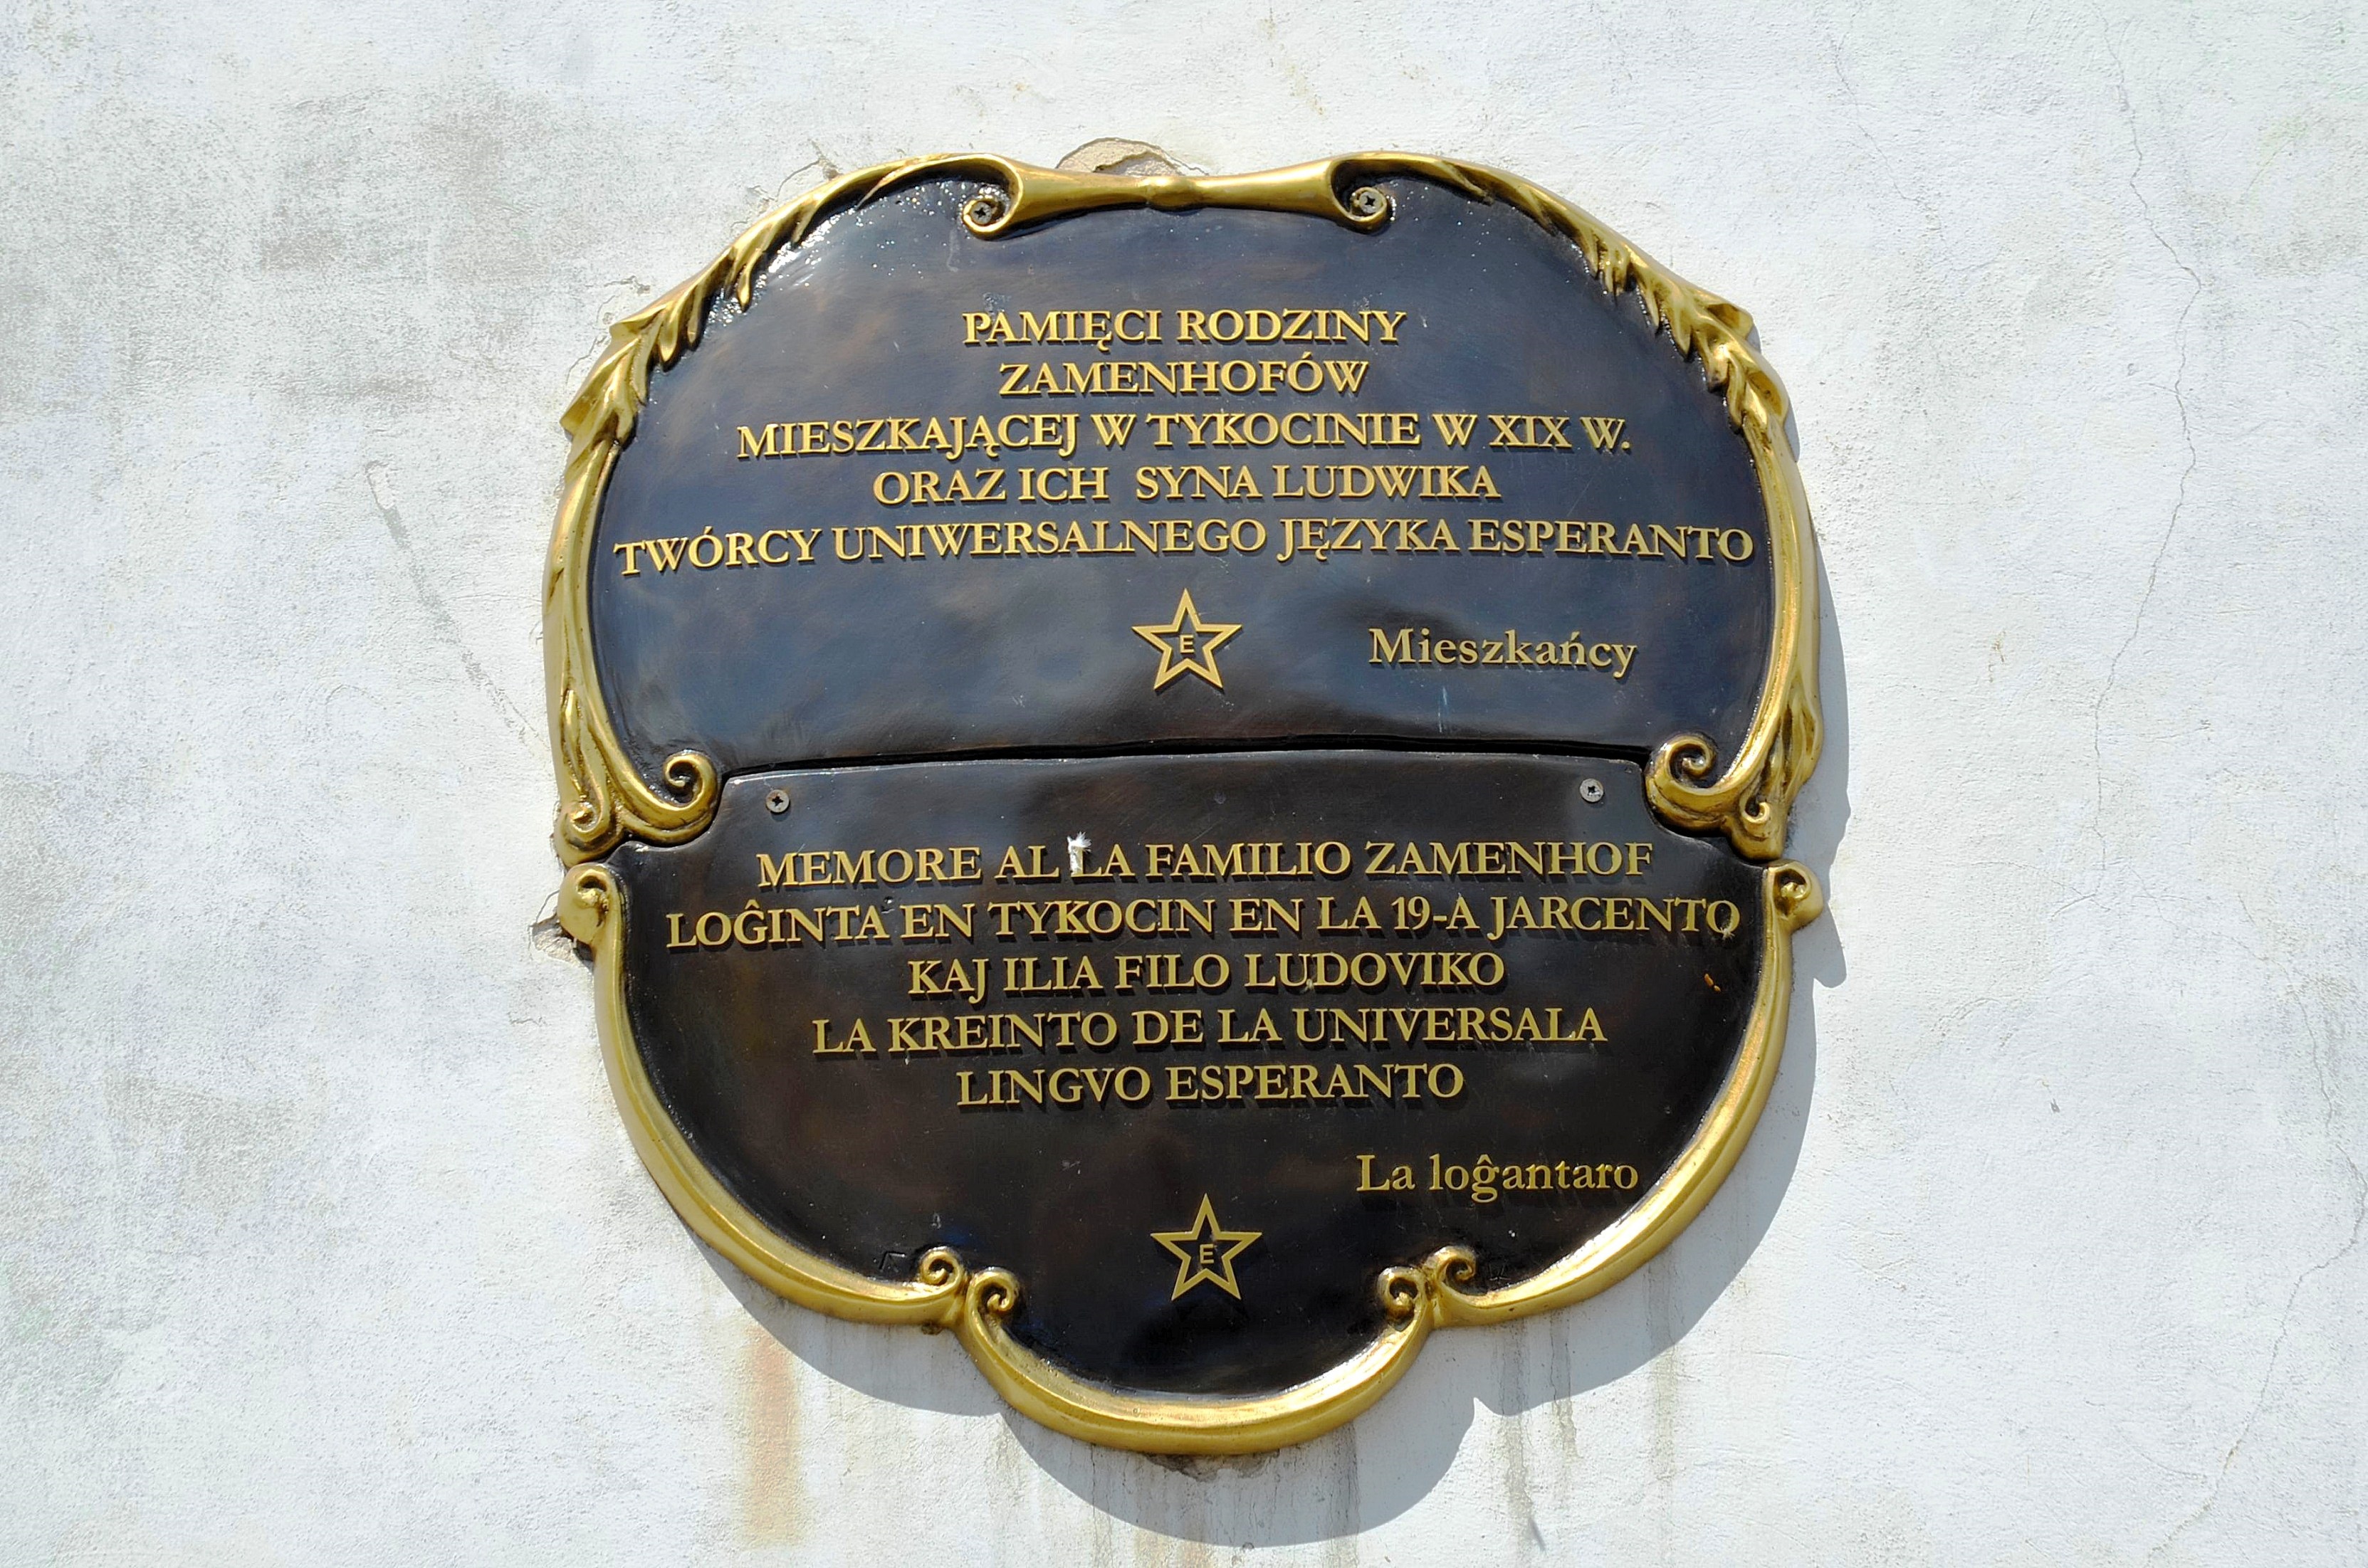 PAMIĘCI RODZINY
ZAMENHOFÓW
MIESZKAJĄCEJ W TYKOCINIE W XIX W.
ORAZ ICH SYNA LUDWIKA
TWÓRCY UNIWERSALNEGO JĘZYKA ESPERANTO
E
Mieszkańcy
MEMORE AL LA FAMILIO ZAMENHOF
LOĜINTA EN TYKOCIN EN LA 19-A JARCENTO
KAJ ILIA FILO LUDOVIKO
LA KREINTO DE LA UNIVERSALA
LINGVO ESPERANTO
La loĝantaro
E